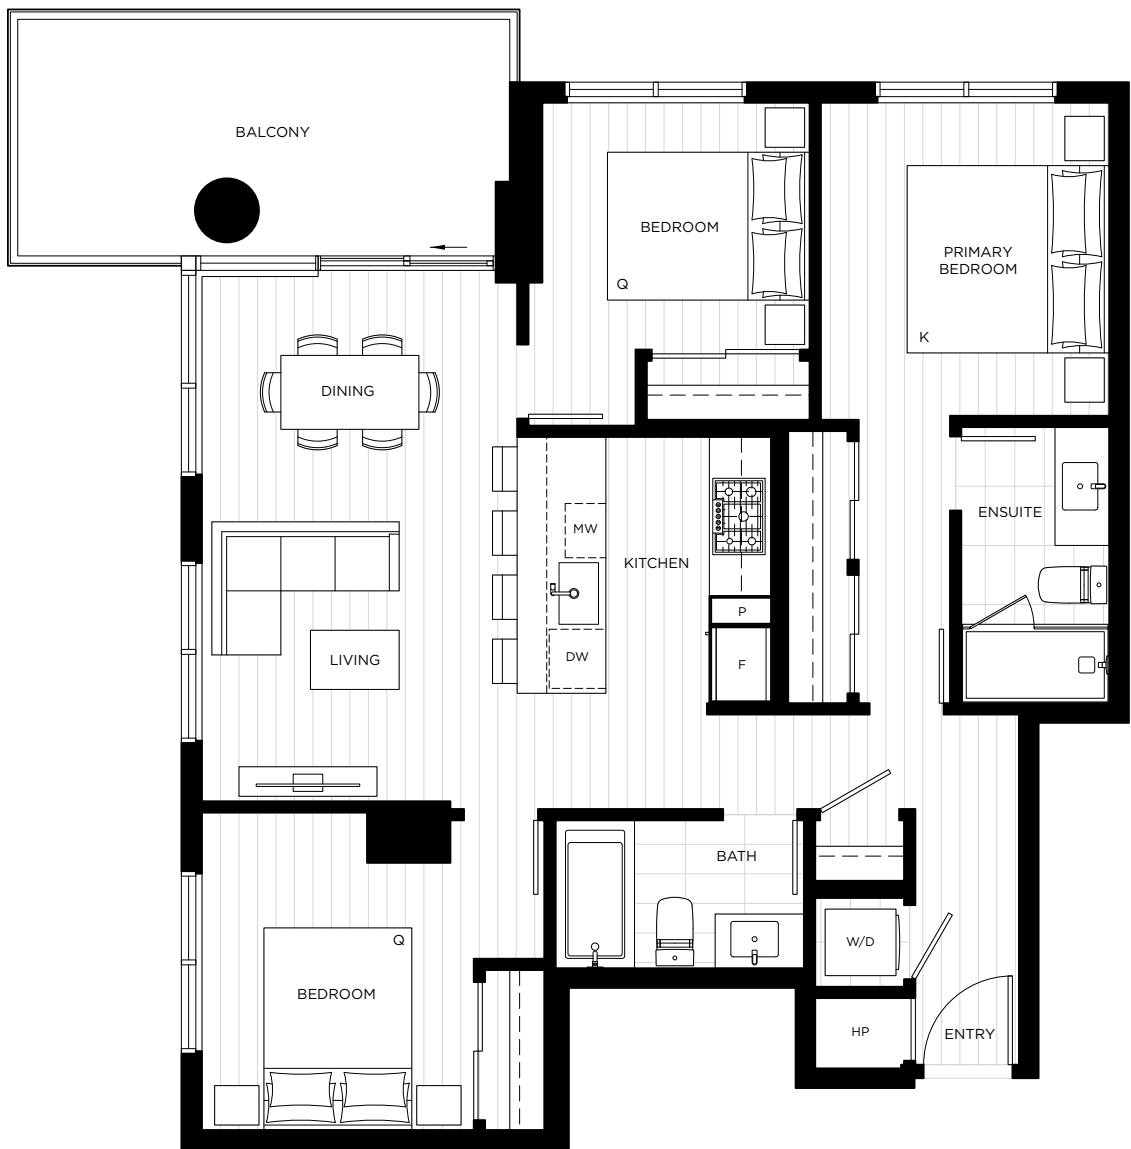 BALCONY
BEDROOM
Q
PRIMARY
BEDROOM
K
DINING
ENSUITE
MW
KITCHEN
P
DW
F
LIVING
BATH
Q
W/D
BEDROOM
HP
ENTRY